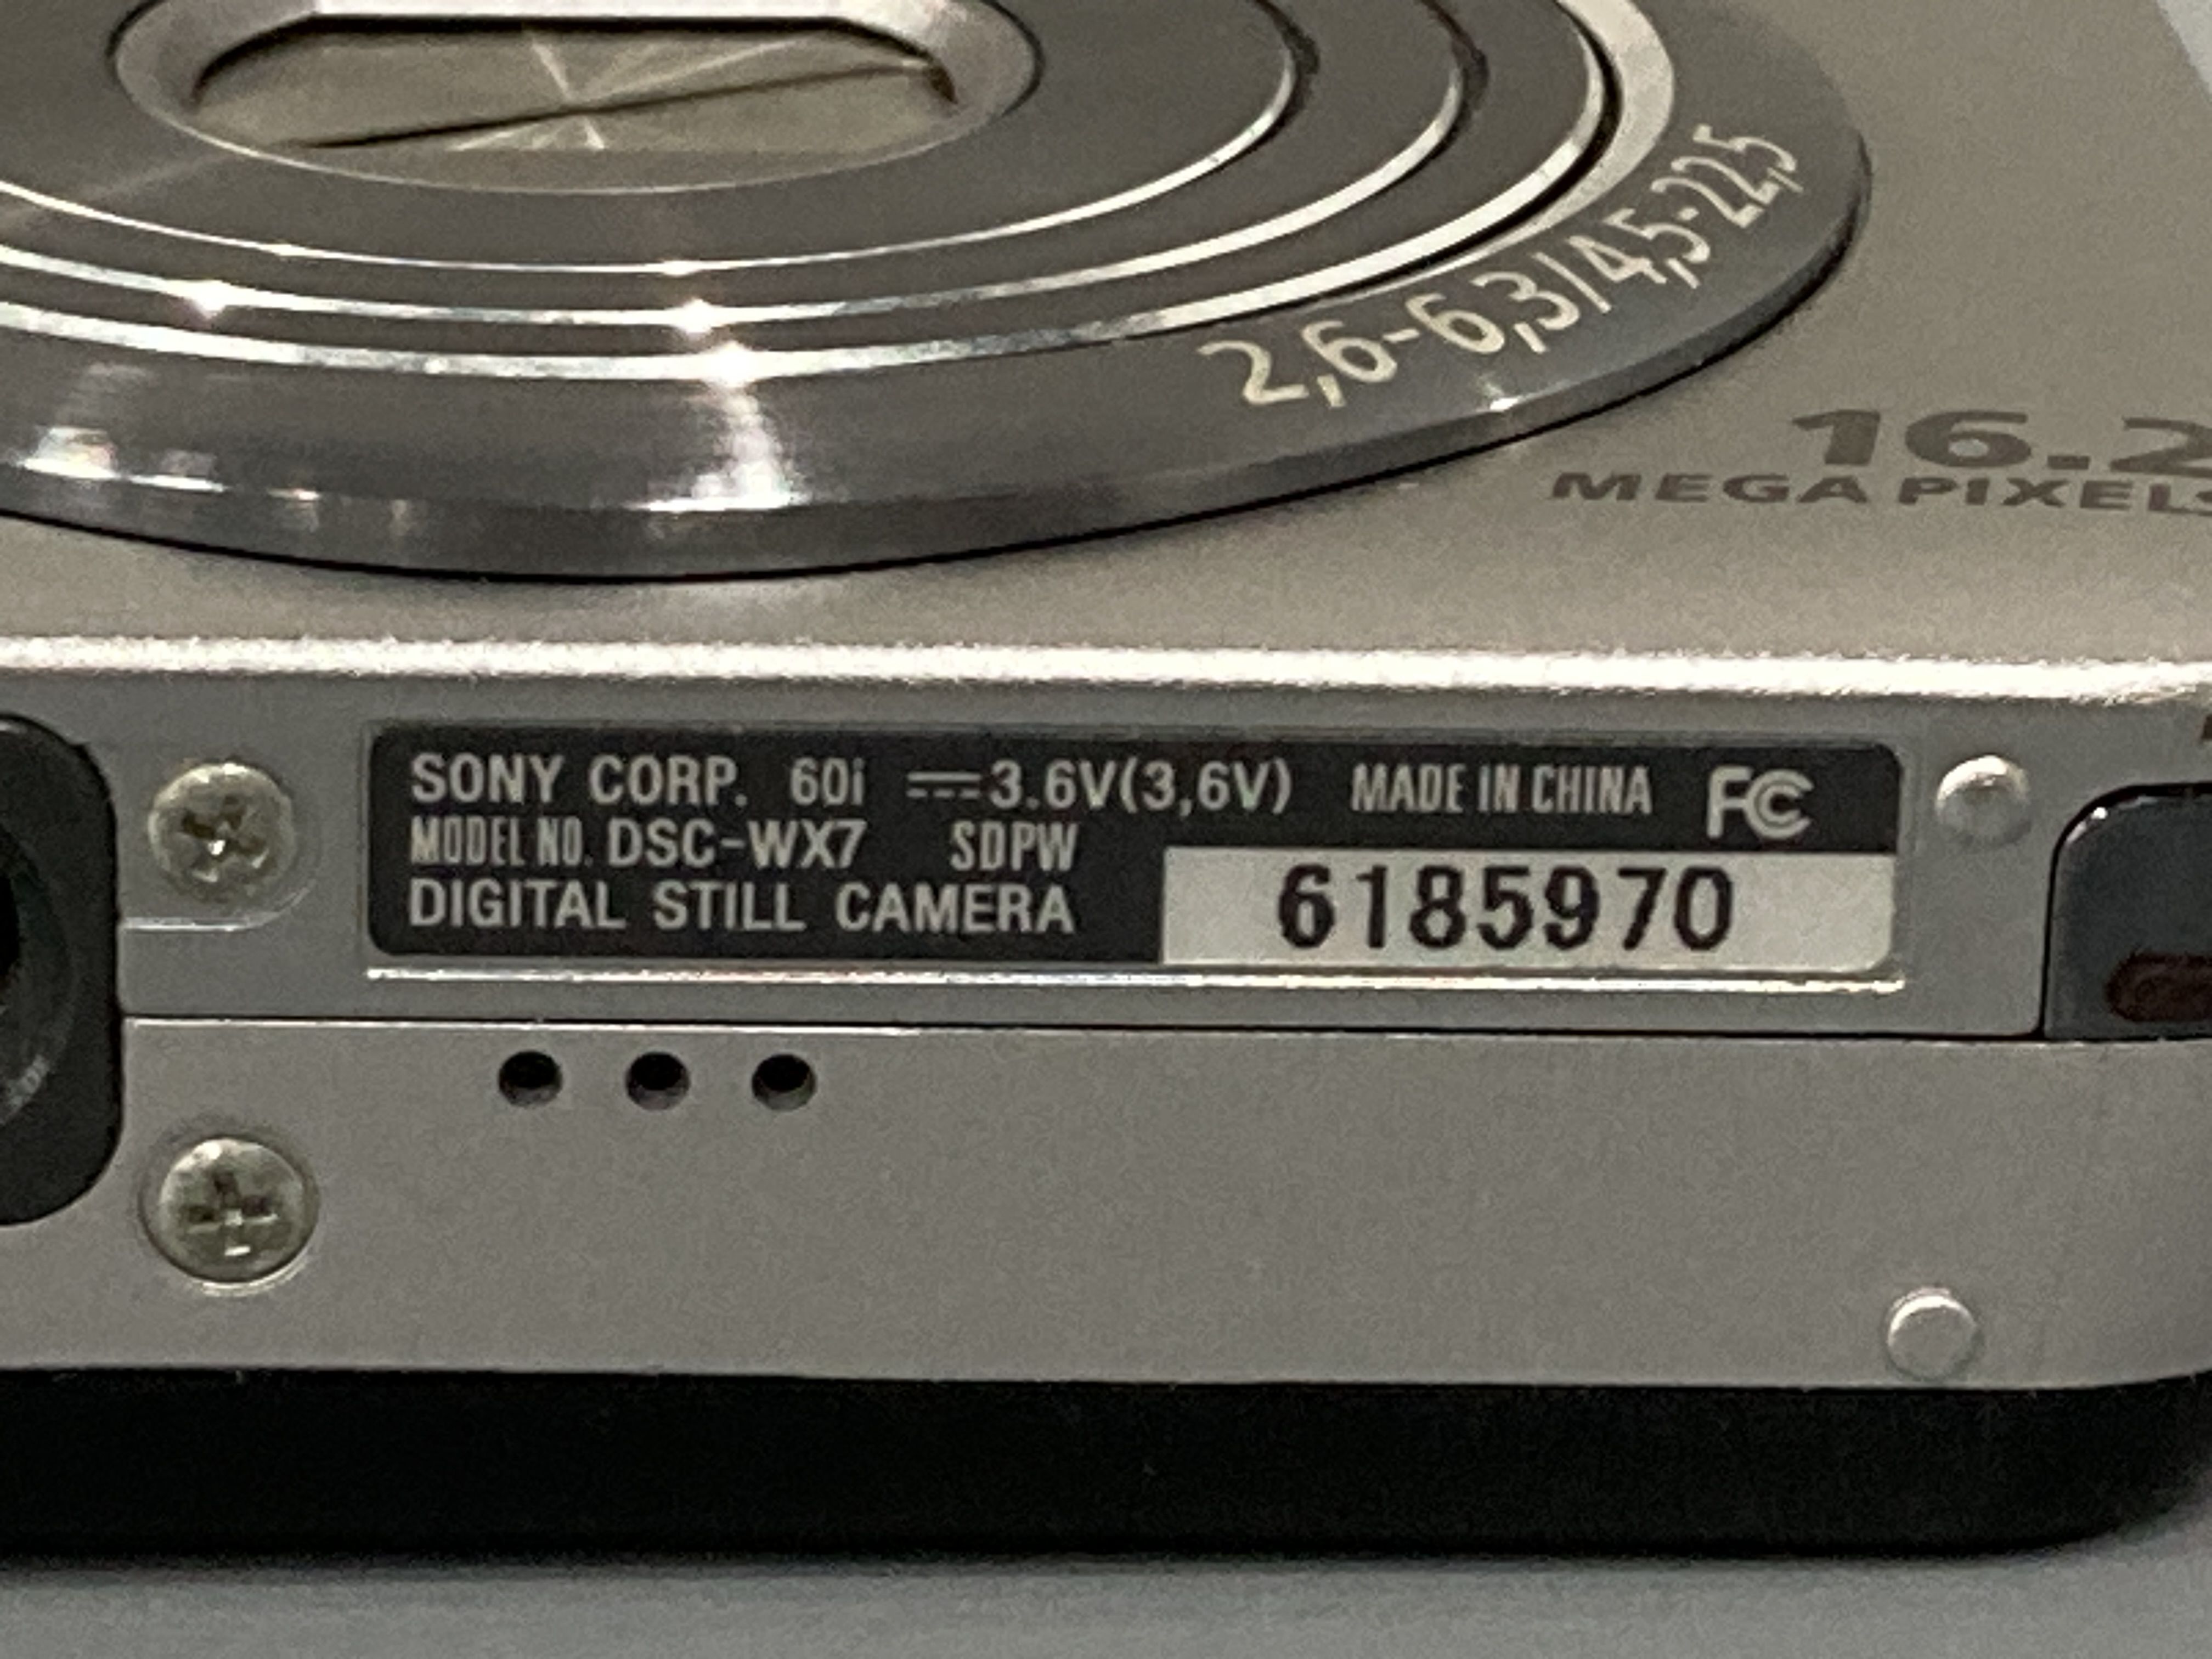 2,6-6,3/4,5-22,5
16.2
MEGA PIXELS
SONY CORP. 60i ⎓3.6V(3,6V) MADE IN CHINA FC
MODEL NO. DSC-WX7 SDPW
DIGITAL STILL CAMERA
6185970